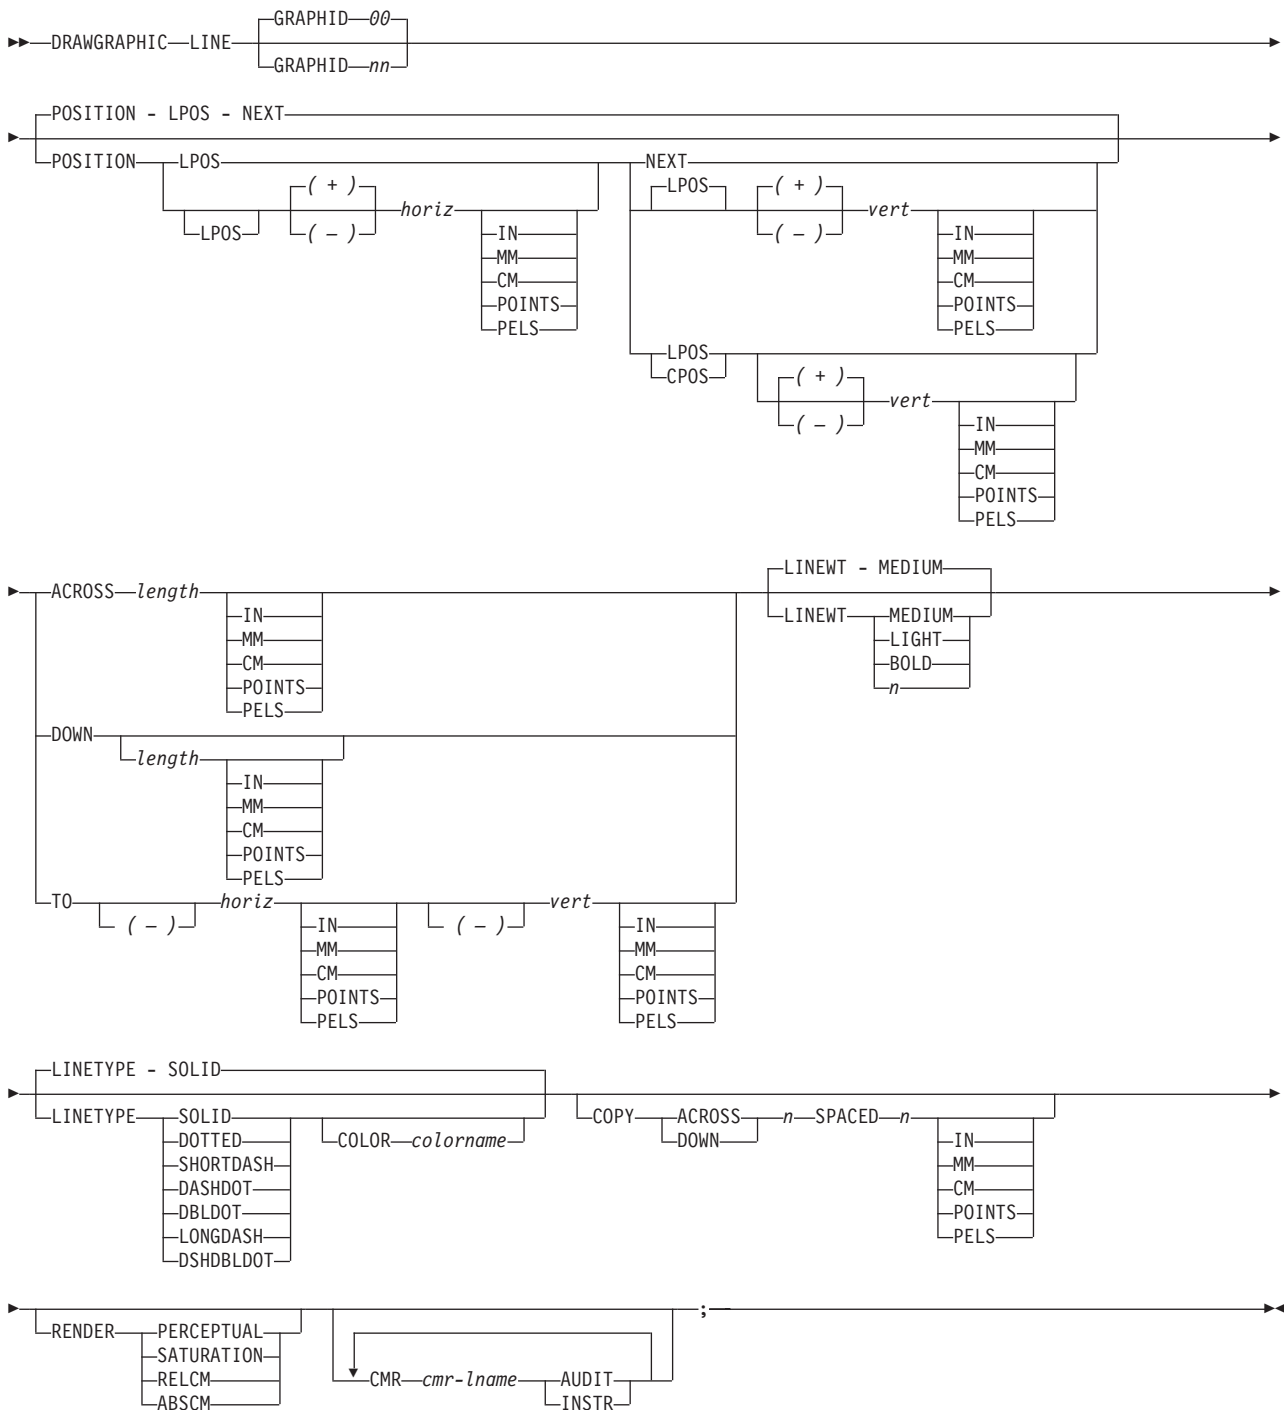 GRAPHID 00
DRAWGRAPHIC LINE
GRAPHID nn
POSITION - LPOS - NEXT
POSITION LPOS NEXT
( + ) LPOS ( + )
horiz vert
LPOS ( – ) IN ( – ) IN
MM MM
CM CM
POINTS POINTS
PELS PELS
LPOS
CPOS ( + )
vert
( – ) IN
MM
CM
POINTS
PELS
LINEWT - MEDIUM
ACROSS length
IN LINEWT MEDIUM
MM LIGHT
CM BOLD
POINTS n
PELS
DOWN
length
IN
MM
CM
POINTS
PELS
TO horiz vert
( – ) IN ( – ) IN
MM MM
CM CM
POINTS POINTS
PELS PELS
LINETYPE - SOLID
LINETYPE SOLID COPY ACROSS n SPACED n
DOTTED COLOR colorname DOWN IN
SHORTDASH MM
DASHDOT CM
DBLDOT POINTS
LONGDASH PELS
DSHDBLDOT
;
RENDER PERCEPTUAL
SATURATION
RELCM CMR cmr-lname AUDIT
ABSCM INSTR